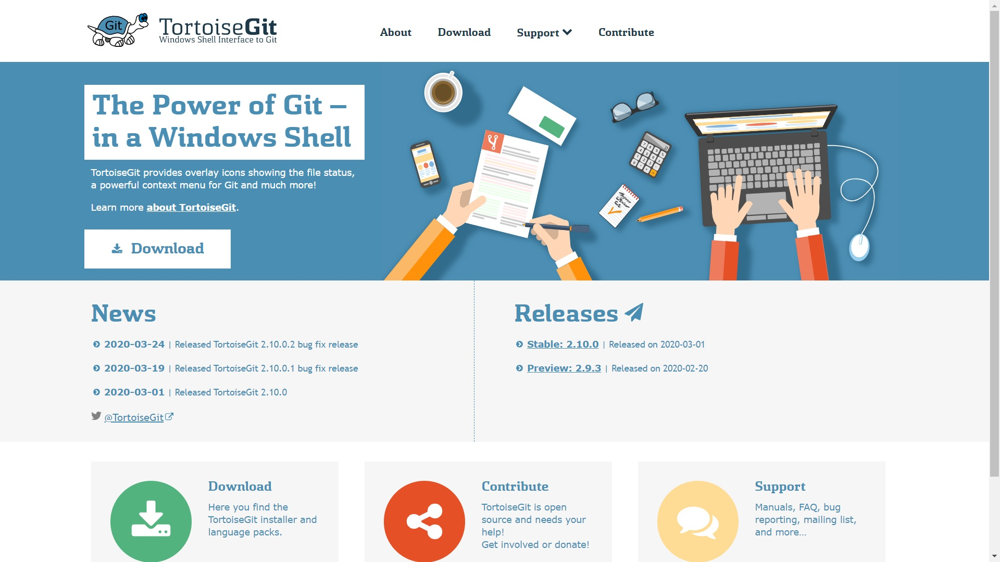 Git
TortoiseGit
Windows Shell Interface to Git
About
Download
Support
Contribute
The Power of Git –
in a Windows Shell
TortoiseGit provides overlay icons showing the file status,
a powerful context menu for Git and much more!
Learn more about TortoiseGit.
Download
News
2020-03-24 | Released TortoiseGit 2.10.0.2 bug fix release
2020-03-19 | Released TortoiseGit 2.10.0.1 bug fix release
2020-03-01 | Released TortoiseGit 2.10.0
@TortoiseGit
Releases
Stable: 2.10.0 | Released on 2020-03-01
Preview: 2.9.3 | Released on 2020-02-20
Download
Here you find the
TortoiseGit installer and
language packs.
Contribute
TortoiseGit is open
source and needs your
help!
Get involved or donate!
Support
Manuals, FAQ, bug
reporting, mailing list,
and more...